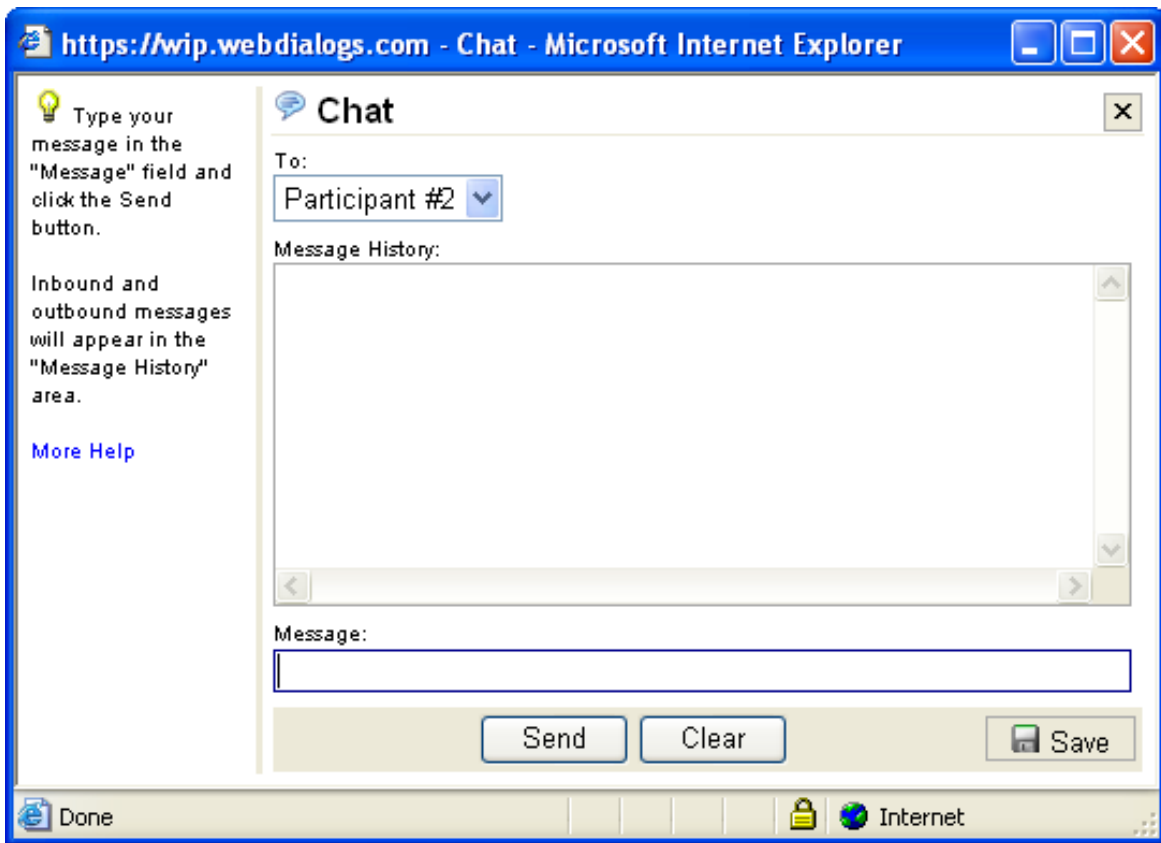 https://wip.webdialogs.com - Chat - Microsoft Internet Explorer
Type your
message in the
"Message" field and
click the Send
button.
Inbound and
outbound messages
will appear in the
"Message History"
area.
More Help
Chat
To:
Participant #2
Message History:
Message:
Send
Clear
Save
Done
Internet